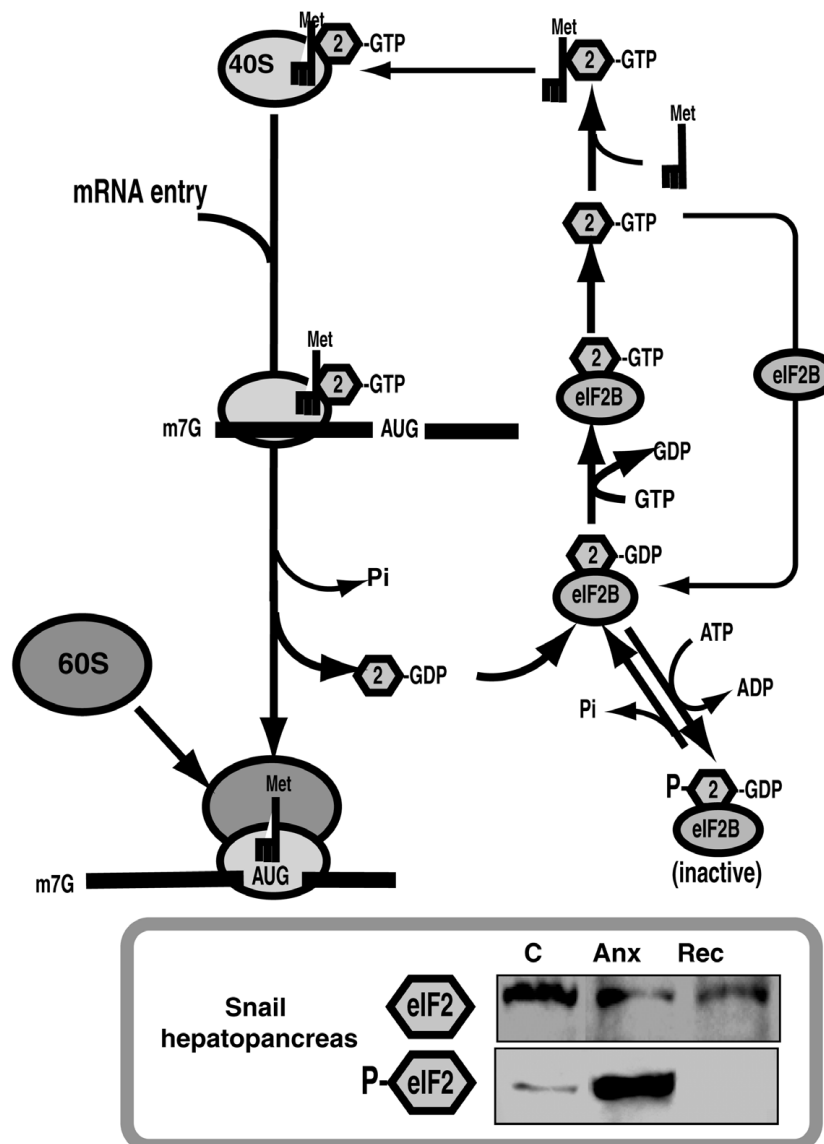 Met
40S
2
-GTP
Met
2
-GTP
Met
mRNA entry
2
-GTP
Met
2
-GTP
m7G
AUG
2
-GTP
eIF2B
eIF2B
GDP
GTP
2
-GDP
eIF2B
Pi
60S
2
-GDP
ATP
ADP
Pi
P-
2
-GDP
eIF2B
(inactive)
Met
AUG
m7G
C Anx Rec
Snail
hepatopancreas
eIF2
P-
eIF2